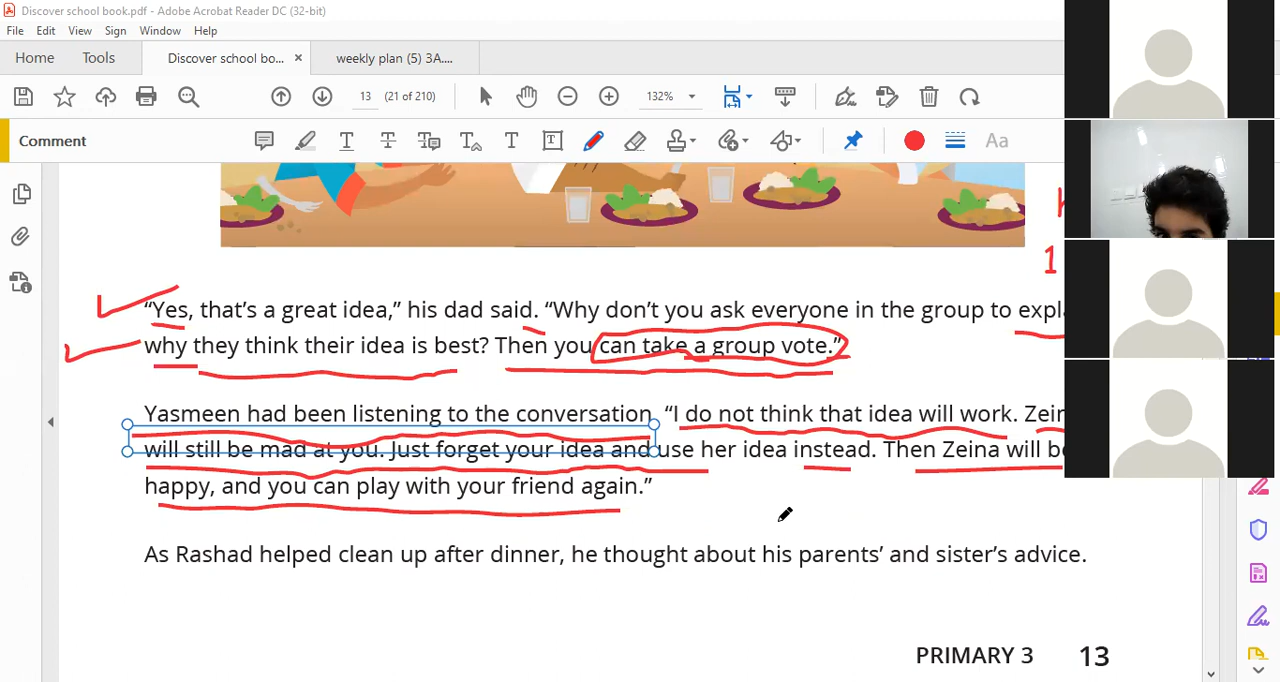 Discover school book.pdf - Adobe Acrobat Reader DC (32-bit)
File Edit View Sign Window Help
Home Tools Discover school bo... × weekly plan (5) 3A....
13 (21 of 210) 132%
Comment Aa
1
“Yes, that’s a great idea,” his dad said. “Why don’t you ask everyone in the group to
why they think their idea is best? Then you can take a group vote.”
Yasmeen had been listening to the conversation. “I do not think that idea will work.
will still be mad at you. Just forget your idea and use her idea instead. Then Zeina will
happy, and you can play with your friend again.”
As Rashad helped clean up after dinner, he thought about his parents’ and sister’s advice.
PRIMARY 3 13